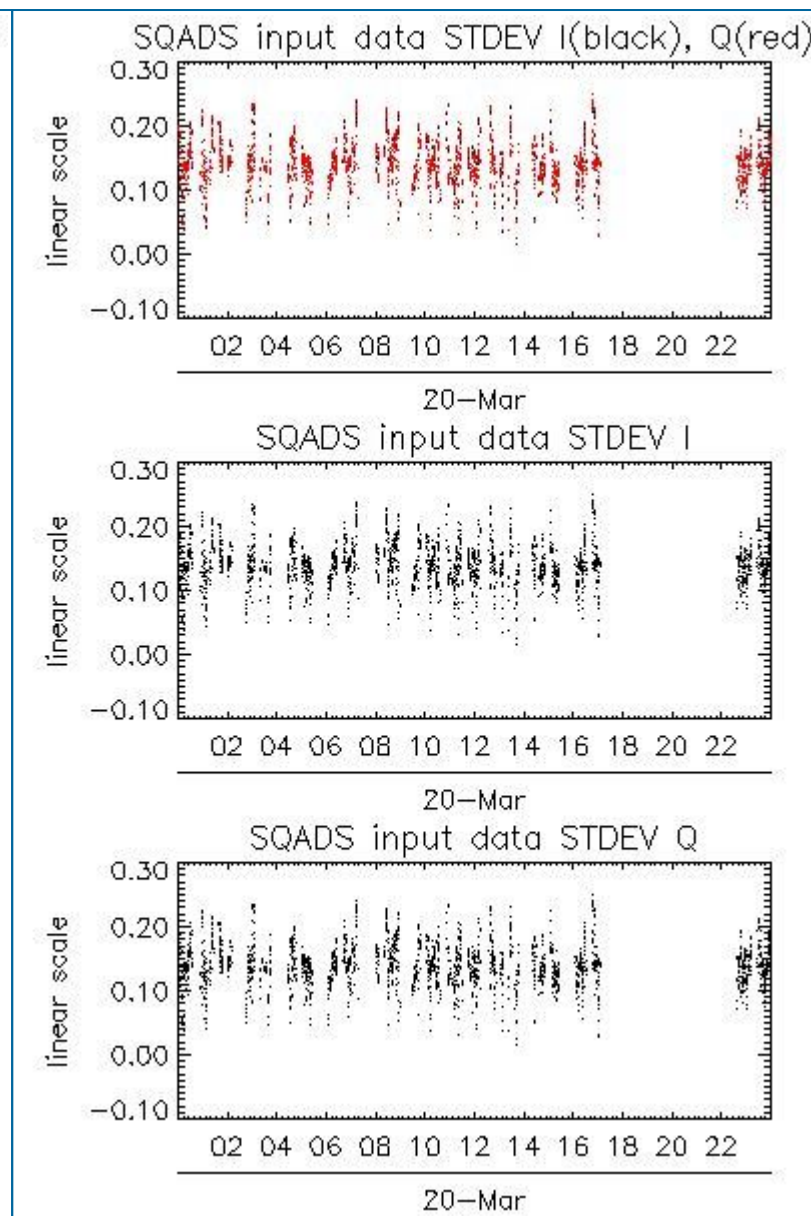 SQADS input data STDEV I(black), Q(red)
0.30
0.20
0.10
0.00
-0.10
linear scale
02 04 06 08 10 12 14 16 18 20 22
20-Mar
SQADS input data STDEV I
0.30
0.20
0.10
0.00
-0.10
linear scale
02 04 06 08 10 12 14 16 18 20 22
20-Mar
SQADS input data STDEV Q
0.30
0.20
0.10
0.00
-0.10
linear scale
02 04 06 08 10 12 14 16 18 20 22
20-Mar